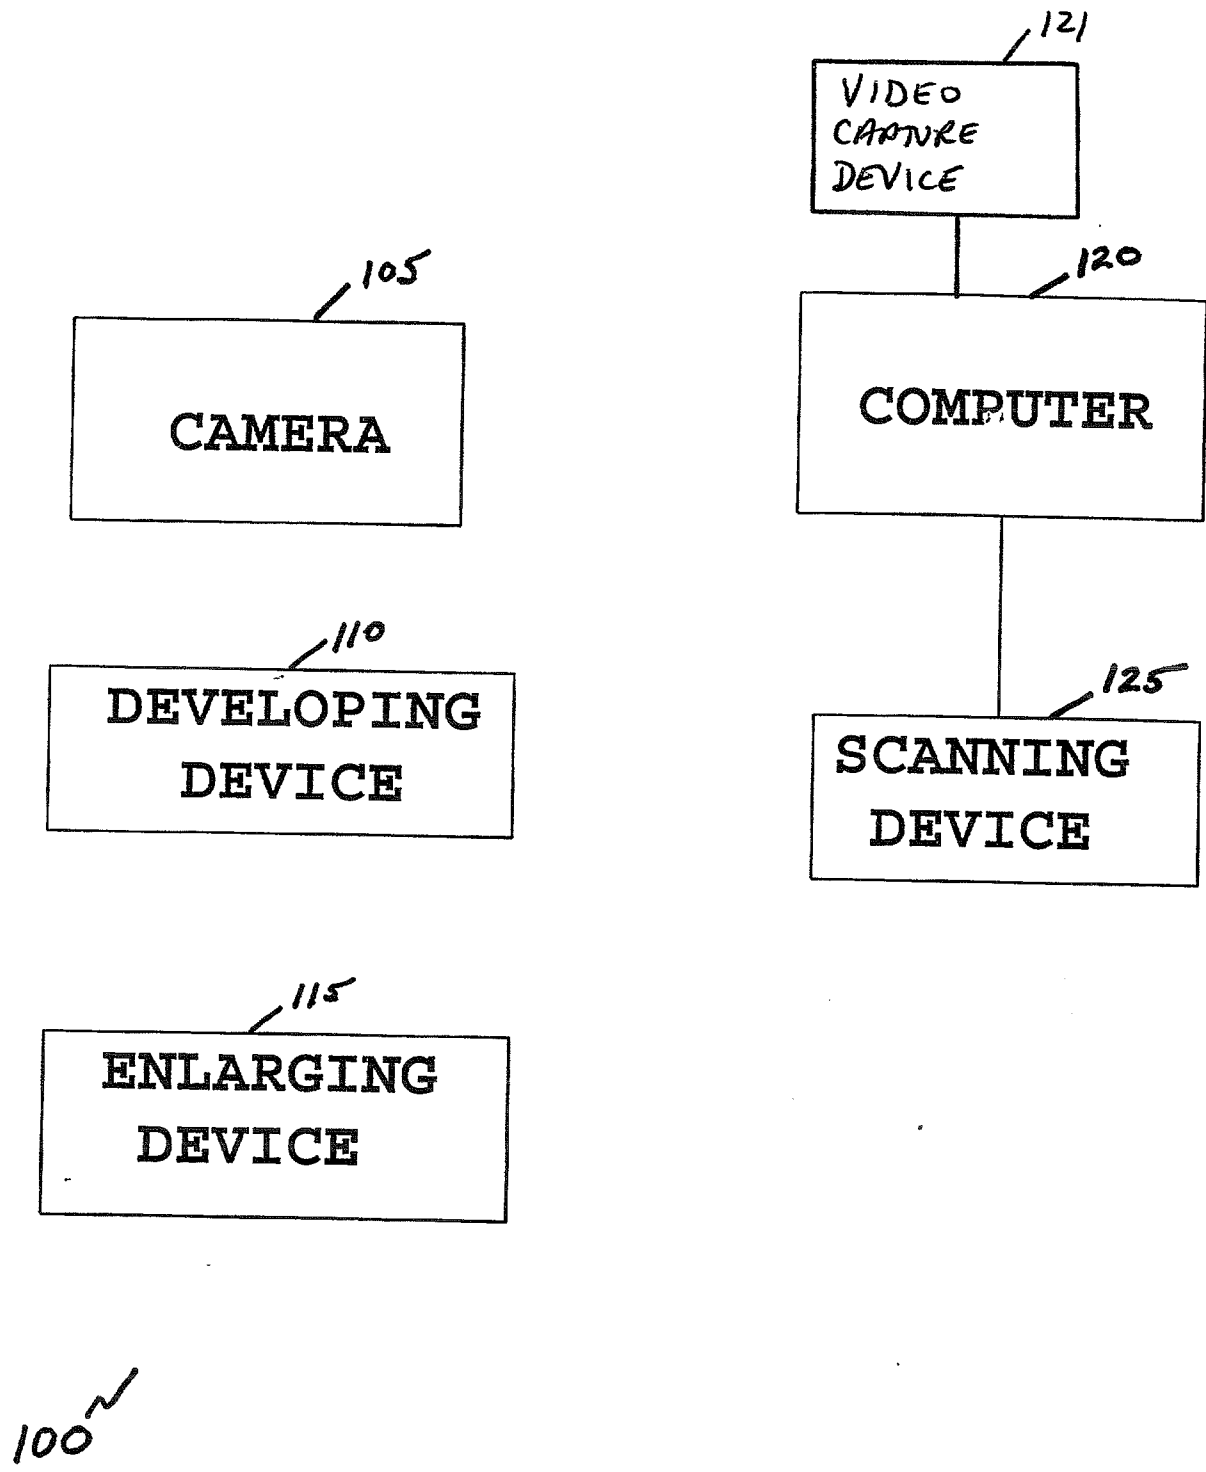 121
VIDEO
CAPTURE
DEVICE
105
120
CAMERA
COMPUTER
110
DEVELOPING
DEVICE
125
SCANNING
DEVICE
115
ENLARGING
DEVICE
100